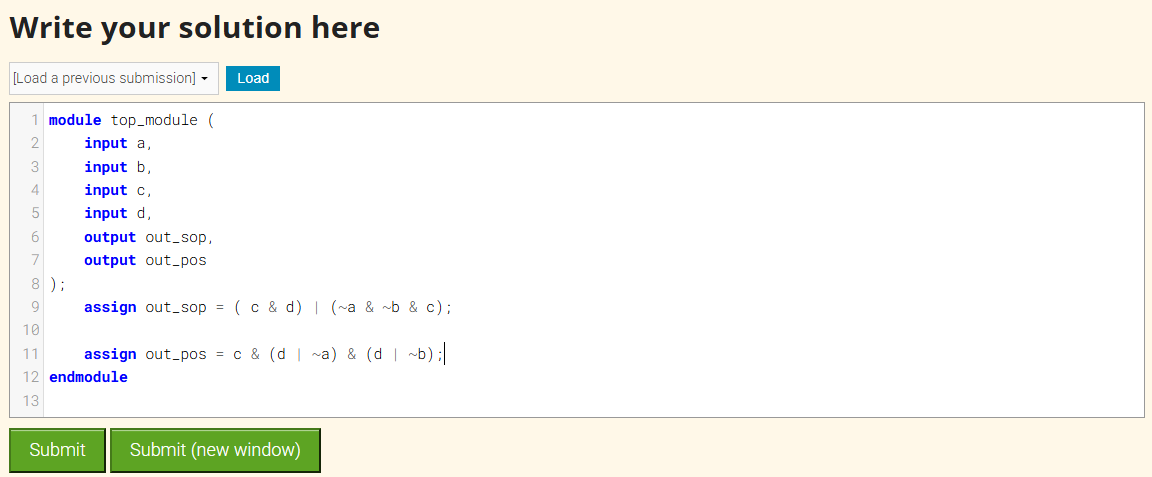 Write your solution here
[Load a previous submission] Load
1 module top_module (
2     input a,
3     input b,
4     input c,
5     input d,
6     output out_sop,
7     output out_pos
8 );
9     assign out_sop = ( c & d) | (~a & ~b & c);
10
11     assign out_pos = c & (d | ~a) & (d | ~b);
12 endmodule
13
Submit Submit (new window)